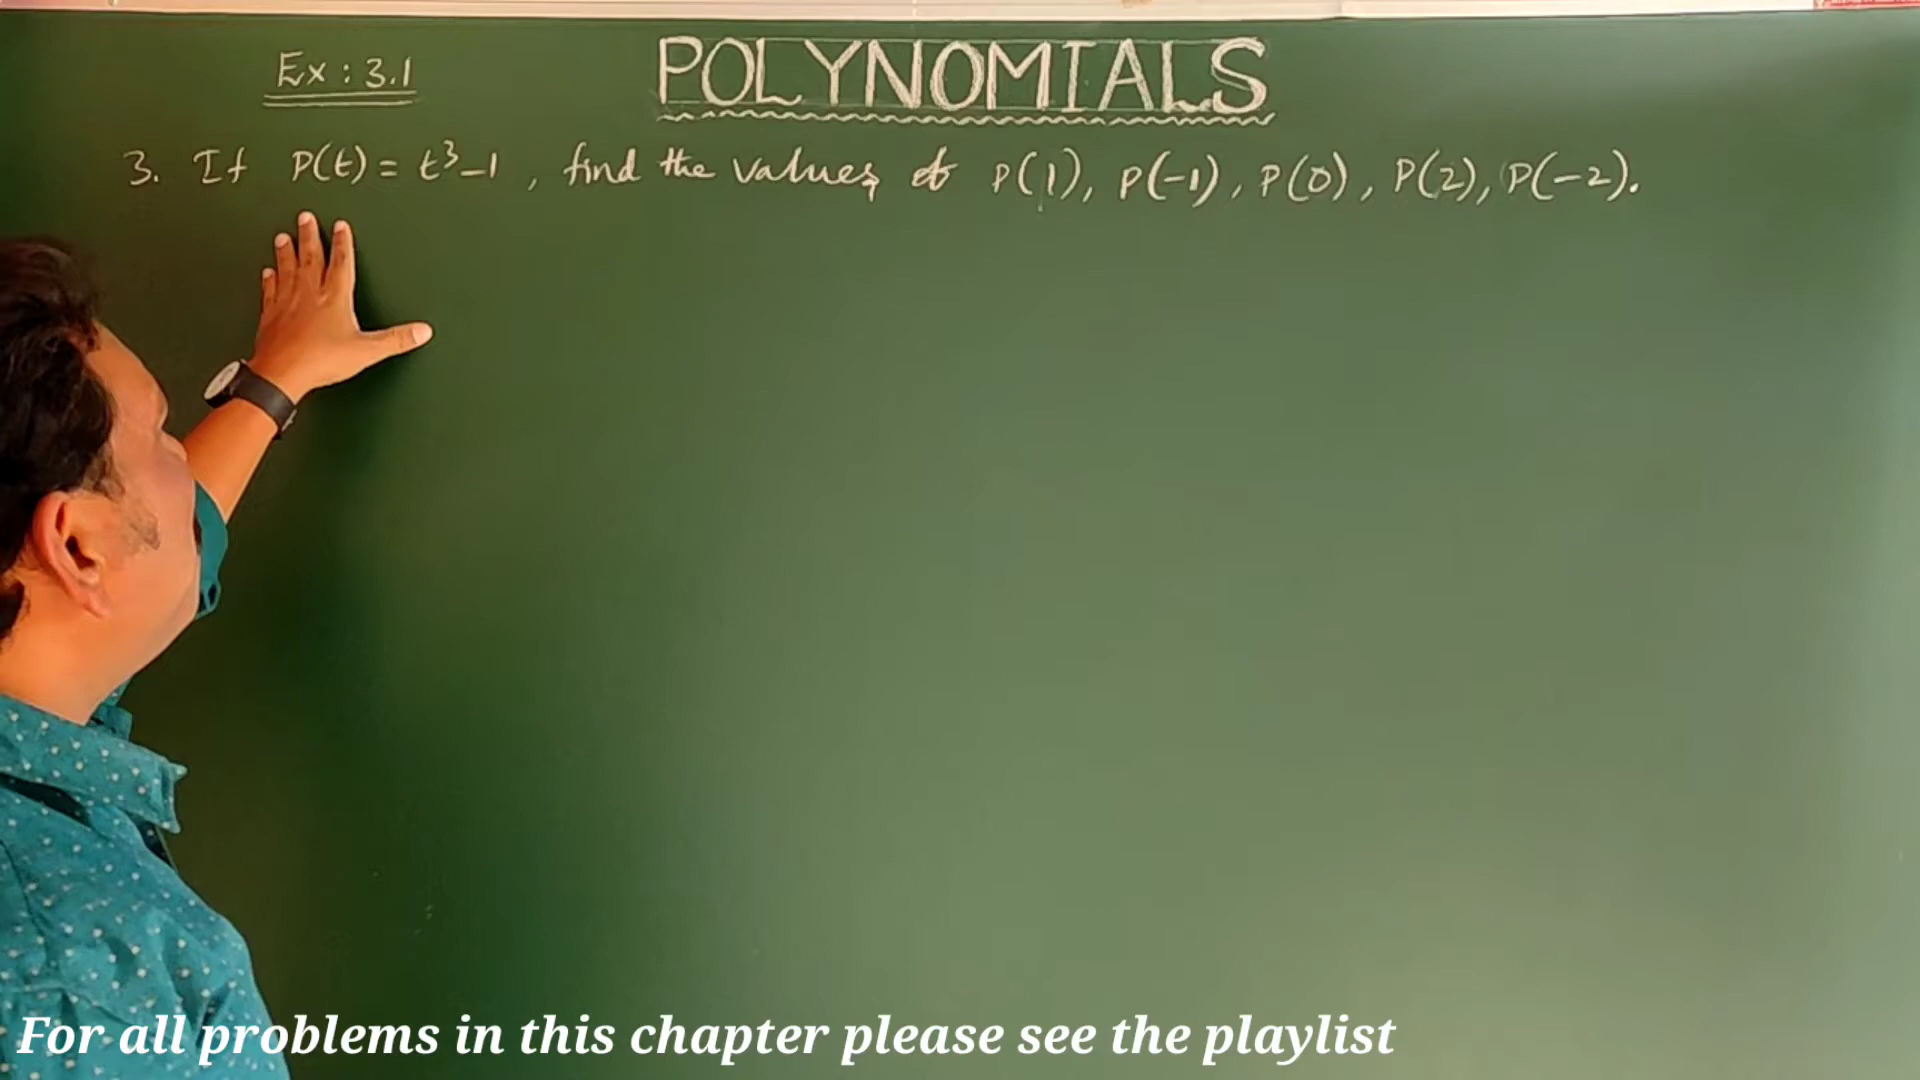 Ex : 3.1
POLYNOMIALS
3. If P(t) = t³-1 , find the values of P(1), P(-1), P(0), P(2), P(-2).
For all problems in this chapter please see the playlist